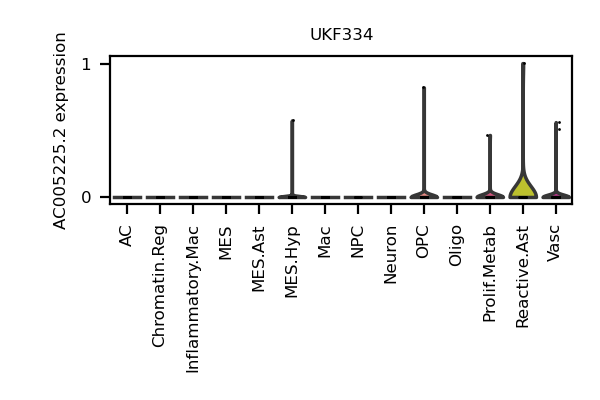 UKF334
AC005225.2 expression
1
0
AC
Chromatin.Reg
Inflammatory.Mac
MES
MES.Ast
MES.Hyp
Mac
NPC
Neuron
OPC
Oligo
Prolif.Metab
Reactive.Ast
Vasc